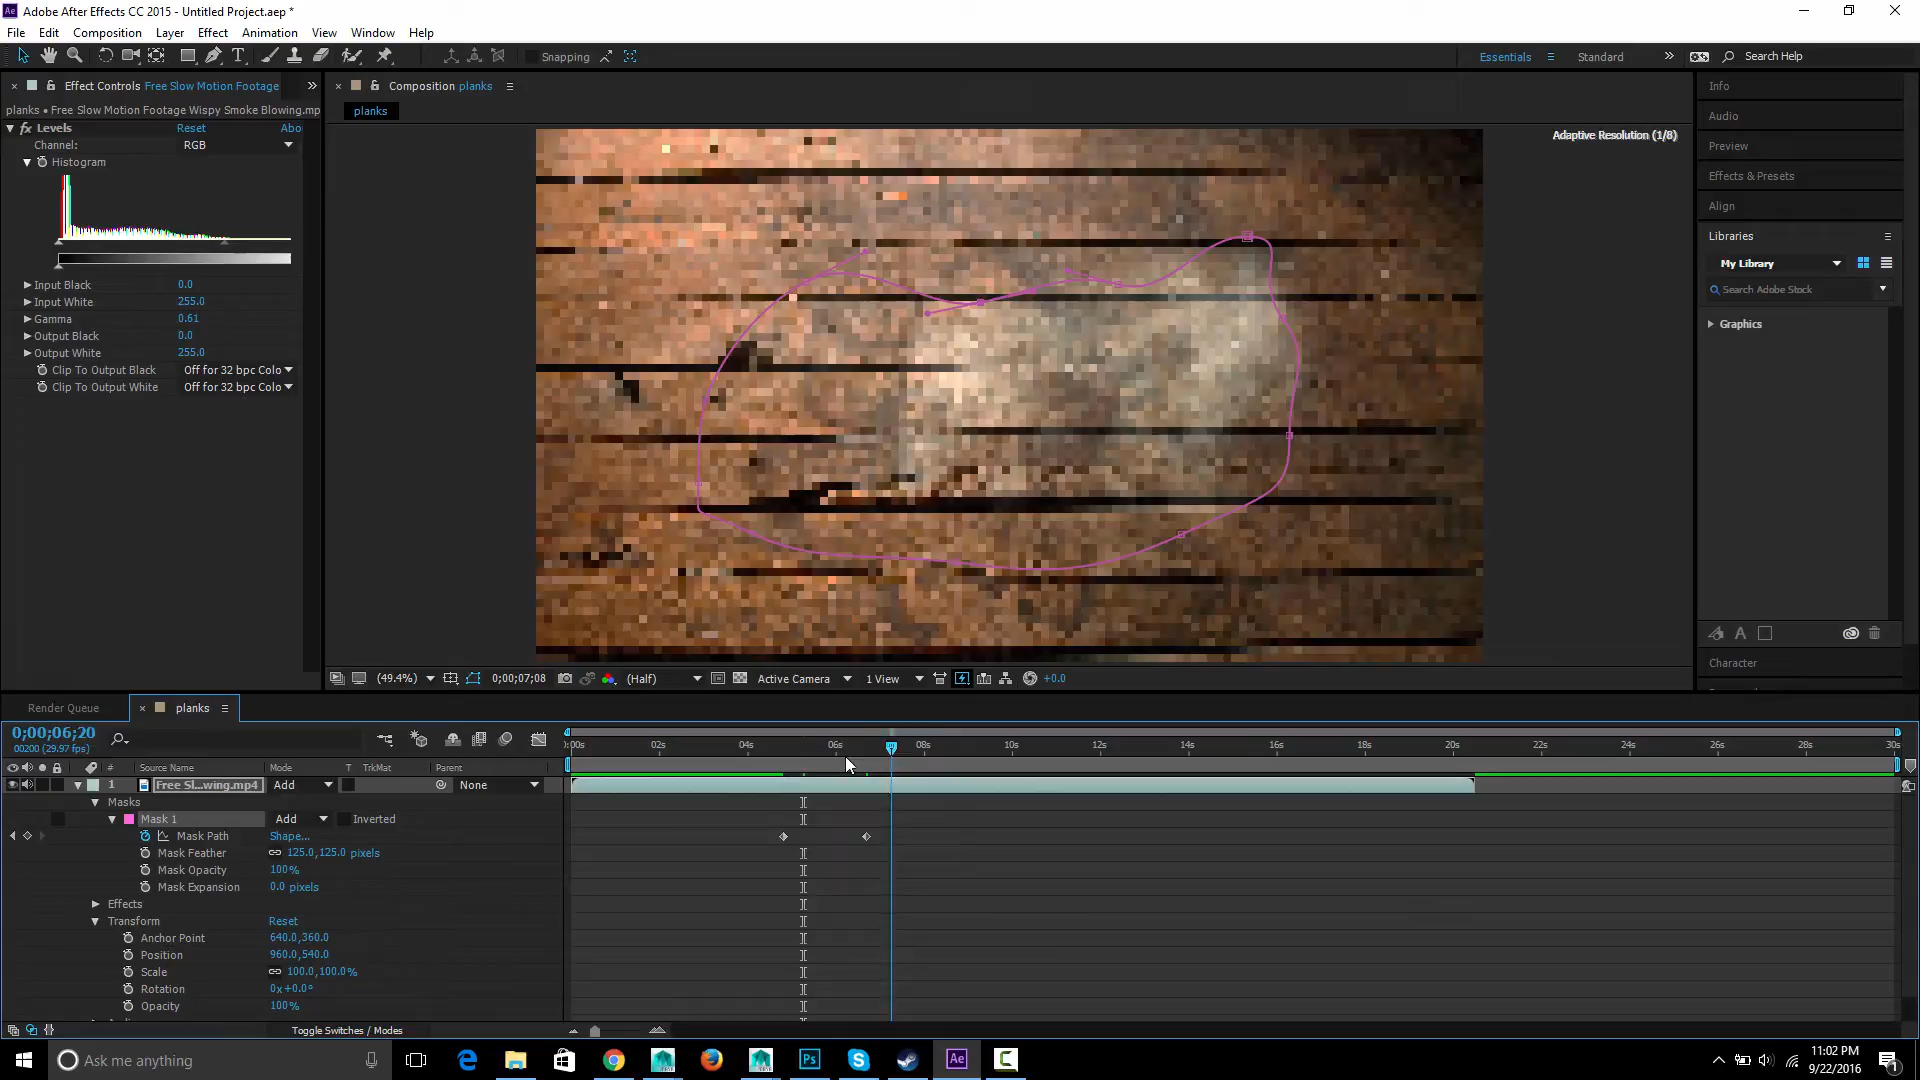 Adobe After Effects CC 2015 - Untitled Project.aep *
File Edit Composition Layer Effect Animation View Window Help
Snapping
Essentials
Standard
Search Help
Effect Controls Free Slow Motion Footage
planks • Free Slow Motion Footage Wispy Smoke Blowing.mp
fx Levels Reset Abo
Channel: RGB
Histogram
Input Black 0.0
Input White 255.0
Gamma 0.61
Output Black 0.0
Output White 255.0
Clip To Output Black Off for 32 bpc Colo
Clip To Output White Off for 32 bpc Colo
Composition planks
planks
Adaptive Resolution (1/8)
(49.4%) 0;00;07;08 (Half) Active Camera 1 View +0.0
Info
Audio
Preview
Effects & Presets
Align
Libraries
My Library
Search Adobe Stock
Graphics
Character
Render Queue planks
0;00;06;20
00200 (29.97 fps)
:00s 02s 04s 06s 08s 10s 12s 14s 16s 18s 20s 22s 24s 26s 28s 30s
# Source Name Mode T TrkMat Parent
1 Free Sl...wing.mp4 Add None
Masks
Mask 1 Add Inverted
Mask Path Shape...
Mask Feather 125.0,125.0 pixels
Mask Opacity 100%
Mask Expansion 0.0 pixels
Effects
Transform Reset
Anchor Point 640.0,360.0
Position 960.0,540.0
Scale 100.0,100.0%
Rotation 0x+0.0°
Opacity 100%
Toggle Switches / Modes
Ask me anything
Ps
Ae
11:02 PM
9/22/2016